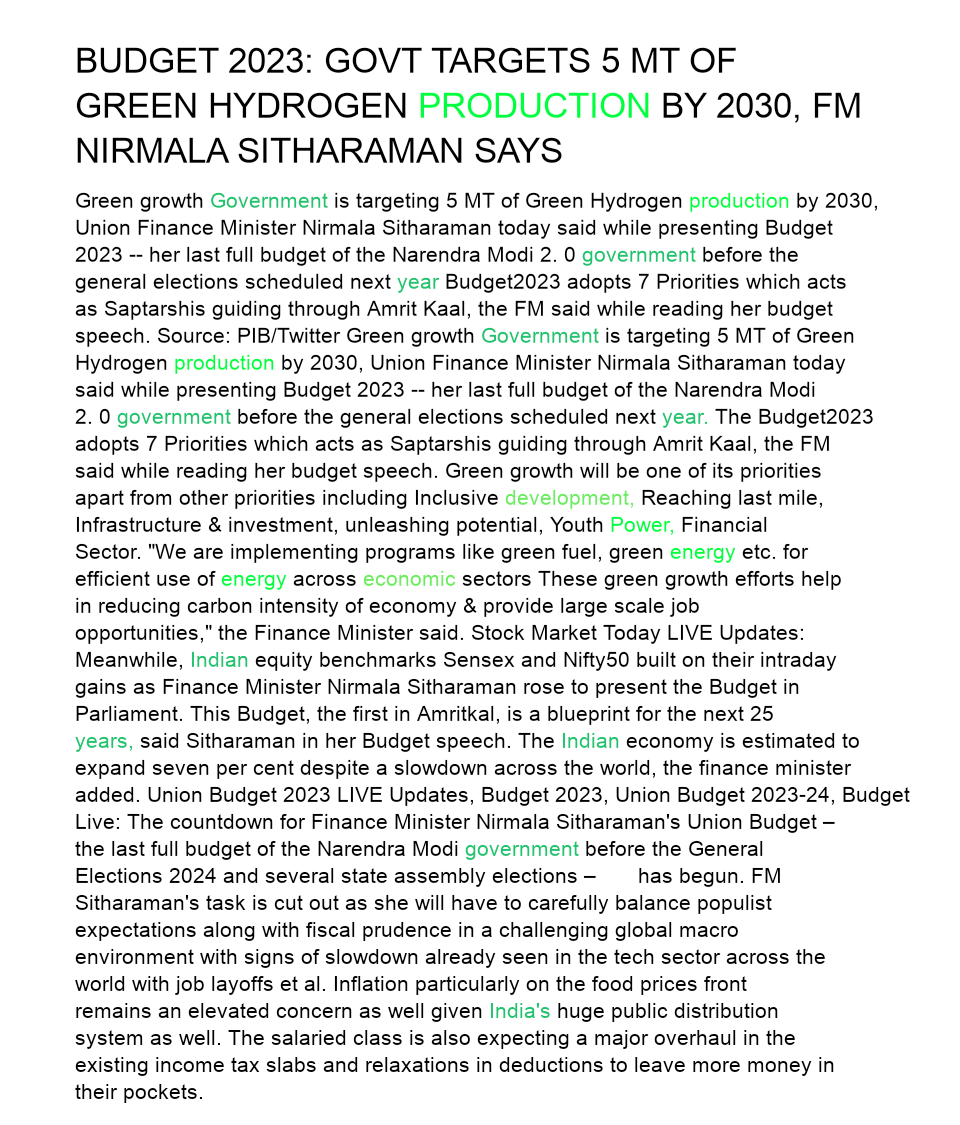 BUDGET 2023: GOVT TARGETS 5 MT OF
GREEN HYDROGEN PRODUCTION BY 2030, FM
NIRMALA SITHARAMAN SAYS
Green growth Government is targeting 5 MT of Green Hydrogen production by 2030,
Union Finance Minister Nirmala Sitharaman today said while presenting Budget
2023 -- her last full budget of the Narendra Modi 2. 0 government before the
general elections scheduled next year Budget2023 adopts 7 Priorities which acts
as Saptarshis guiding through Amrit Kaal, the FM said while reading her budget
speech. Source: PIB/Twitter Green growth Government is targeting 5 MT of Green
Hydrogen production by 2030, Union Finance Minister Nirmala Sitharaman today
said while presenting Budget 2023 -- her last full budget of the Narendra Modi
2. 0 government before the general elections scheduled next year. The Budget2023
adopts 7 Priorities which acts as Saptarshis guiding through Amrit Kaal, the FM
said while reading her budget speech. Green growth will be one of its priorities
apart from other priorities including Inclusive development, Reaching last mile,
Infrastructure & investment, unleashing potential, Youth Power, Financial
Sector. "We are implementing programs like green fuel, green energy etc. for
efficient use of energy across economic sectors These green growth efforts help
in reducing carbon intensity of economy & provide large scale job
opportunities," the Finance Minister said. Stock Market Today LIVE Updates:
Meanwhile, Indian equity benchmarks Sensex and Nifty50 built on their intraday
gains as Finance Minister Nirmala Sitharaman rose to present the Budget in
Parliament. This Budget, the first in Amritkal, is a blueprint for the next 25
years, said Sitharaman in her Budget speech. The Indian economy is estimated to
expand seven per cent despite a slowdown across the world, the finance minister
added. Union Budget 2023 LIVE Updates, Budget 2023, Union Budget 2023-24, Budget
Live: The countdown for Finance Minister Nirmala Sitharaman's Union Budget –
the last full budget of the Narendra Modi government before the General
Elections 2024 and several state assembly elections – has begun. FM
Sitharaman's task is cut out as she will have to carefully balance populist
expectations along with fiscal prudence in a challenging global macro
environment with signs of slowdown already seen in the tech sector across the
world with job layoffs et al. Inflation particularly on the food prices front
remains an elevated concern as well given India's huge public distribution
system as well. The salaried class is also expecting a major overhaul in the
existing income tax slabs and relaxations in deductions to leave more money in
their pockets.